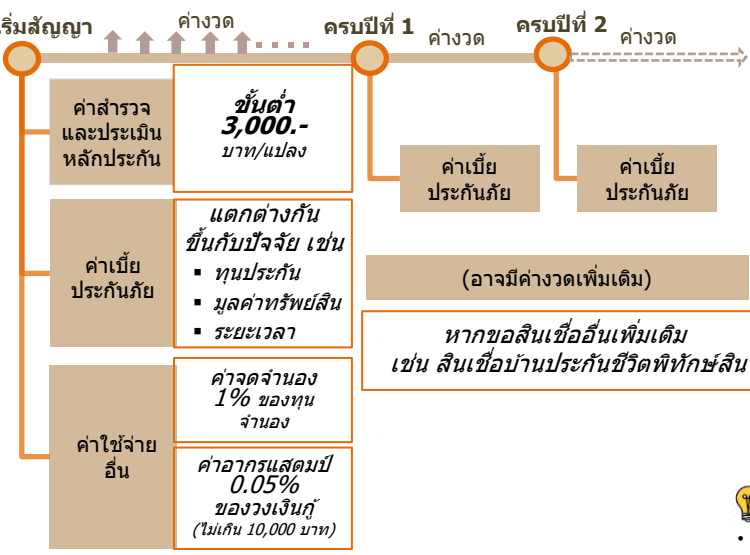 เริ่มสัญญา
ค่างวด
ครบปีที่ 1
ค่างวด
ครบปีที่ 2
ค่างวด
ค่าสำรวจ
และประเมิน
หลักประกัน
ขั้นต่ำ
3,000.-
บาท/แปลง
ค่าเบี้ย
ประกันภัย
ค่าเบี้ย
ประกันภัย
ค่าเบี้ย
ประกันภัย
แตกต่างกัน
ขึ้นกับปัจจัย เช่น
▪ ทุนประกัน
▪ มูลค่าทรัพย์สิน
▪ ระยะเวลา
(อาจมีค่างวดเพิ่มเติม)
หากขอสินเชื่ออื่นเพิ่มเติม
เช่น สินเชื่อบ้านประกันชีวิตพิทักษ์สิน
ค่าใช้จ่าย
อื่น
ค่าจดจำนอง
1% ของทุน
จำนอง
ค่าอากรแสตมป์
0.05%
ของวงเงินกู้
(ไม่เกิน 10,000 บาท)